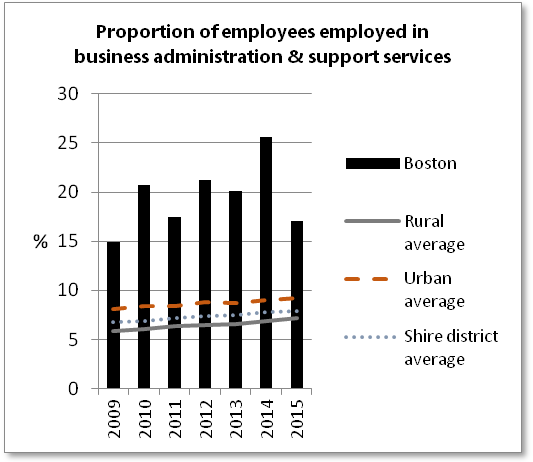 Proportion of employees employed in
business administration & support services
30
25
20
15
10
5
0
%
2009
2010
2011
2012
2013
2014
2015
Boston
Rural
average
Urban
average
Shire district
average